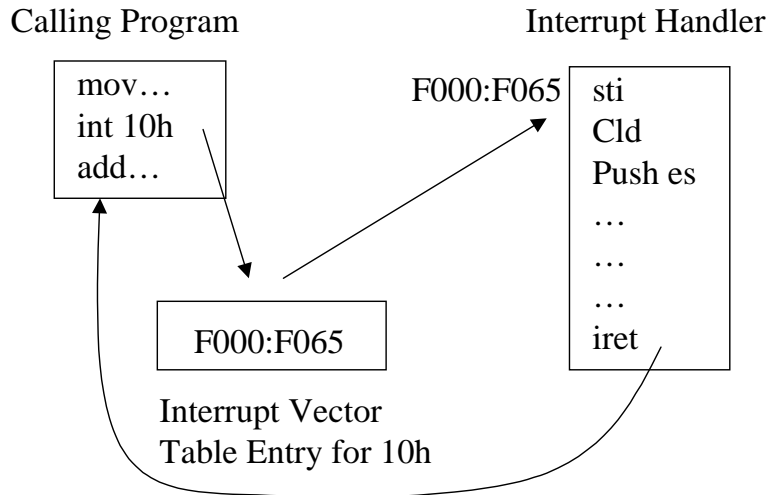 Calling Program
Interrupt Handler
mov…
int 10h
add…
F000:F065
sti
Cld
Push es
…
…
…
iret
F000:F065
Interrupt Vector
Table Entry for 10h